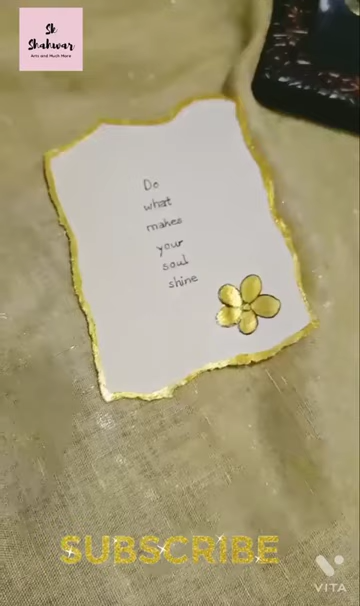 Sk
Shahwar
Arts and Much More
Do
what
makes
your
soul
shine
SUBSCRIBE
VITA